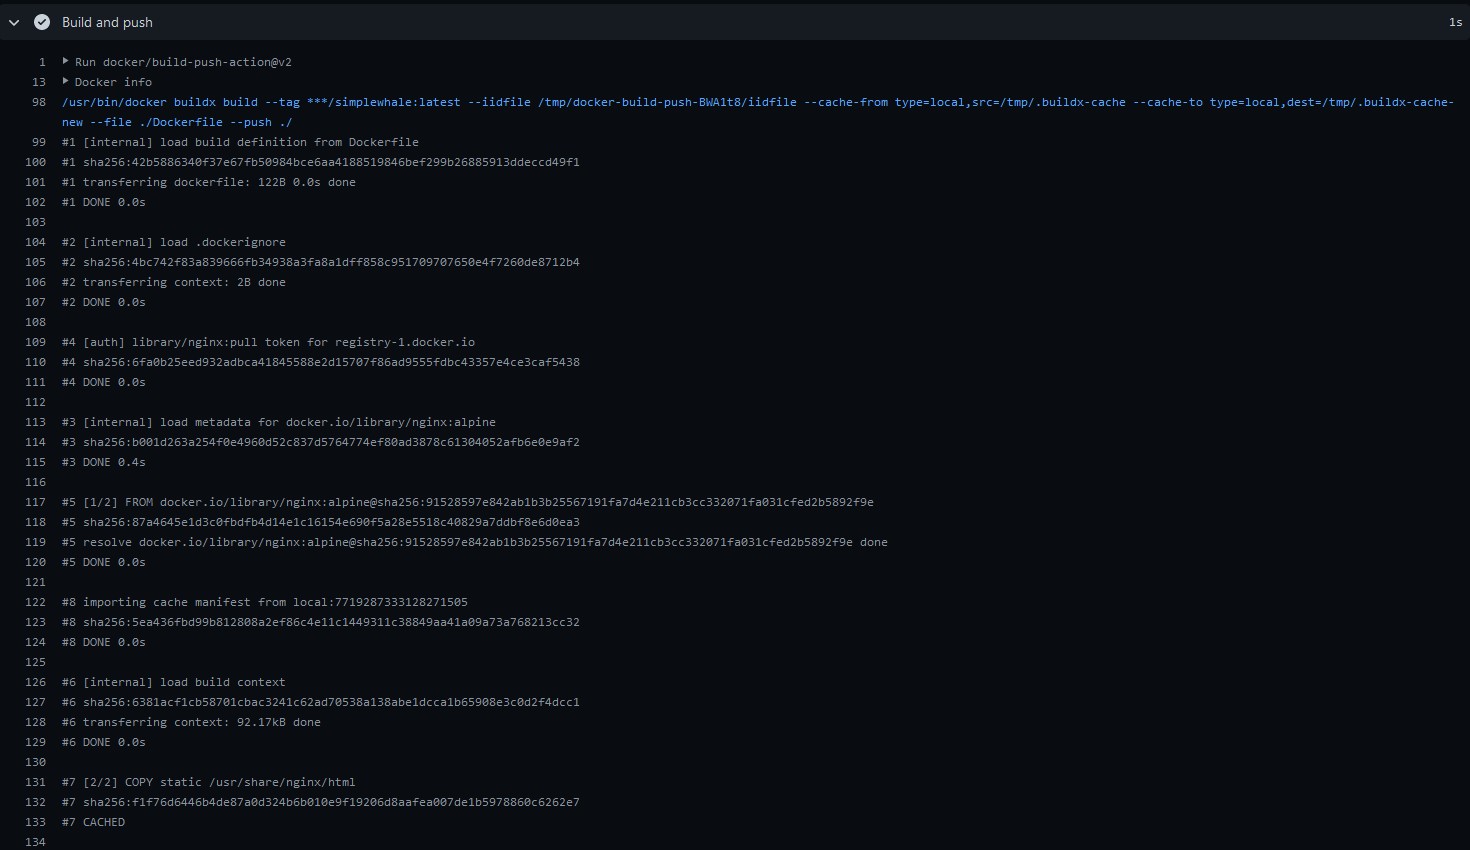 Build and push 1s
1 Run docker/build-push-action@v2
13 Docker info
98 /usr/bin/docker buildx build --tag ***/simplewhale:latest --iidfile /tmp/docker-build-push-BWA1t8/iidfile --cache-from type=local,src=/tmp/.buildx-cache --cache-to type=local,dest=/tmp/.buildx-cache-
new --file ./Dockerfile --push ./
99 #1 [internal] load build definition from Dockerfile
100 #1 sha256:42b5886340f37e67fb50984bce6aa4188519846bef299b26885913ddeccd49f1
101 #1 transferring dockerfile: 122B 0.0s done
102 #1 DONE 0.0s
103
104 #2 [internal] load .dockerignore
105 #2 sha256:4bc742f83a839666fb34938a3fa8a1dff858c951709707650e4f7260de8712b4
106 #2 transferring context: 2B done
107 #2 DONE 0.0s
108
109 #4 [auth] library/nginx:pull token for registry-1.docker.io
110 #4 sha256:6fa0b25eed932adbca41845588e2d15707f86ad9555fdbc43357e4ce3caf5438
111 #4 DONE 0.0s
112
113 #3 [internal] load metadata for docker.io/library/nginx:alpine
114 #3 sha256:b001d263a254f0e4960d52c837d5764774ef80ad3878c61304052afb6e0e9af2
115 #3 DONE 0.4s
116
117 #5 [1/2] FROM docker.io/library/nginx:alpine@sha256:91528597e842ab1b3b25567191fa7d4e211cb3cc332071fa031cfed2b5892f9e
118 #5 sha256:87a4645e1d3c0fbdfb4d14e1c16154e690f5a28e5518c40829a7ddbf8e6d0ea3
119 #5 resolve docker.io/library/nginx:alpine@sha256:91528597e842ab1b3b25567191fa7d4e211cb3cc332071fa031cfed2b5892f9e done
120 #5 DONE 0.0s
121
122 #8 importing cache manifest from local:7719287333128271505
123 #8 sha256:5ea436fbd99b812808a2ef86c4e11c1449311c38849aa41a09a73a768213cc32
124 #8 DONE 0.0s
125
126 #6 [internal] load build context
127 #6 sha256:6381acf1cb58701cbac3241c62ad70538a138abe1dcca1b65908e3c0d2f4dcc1
128 #6 transferring context: 92.17kB done
129 #6 DONE 0.0s
130
131 #7 [2/2] COPY static /usr/share/nginx/html
132 #7 sha256:f1f76d6446b4de87a0d324b6b010e9f19206d8aafea007de1b5978860c6262e7
133 #7 CACHED
134